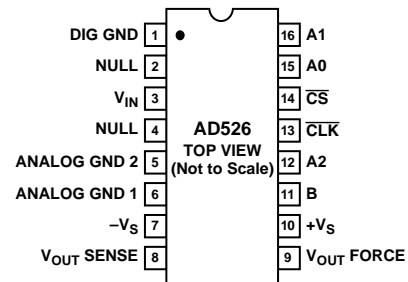 DIG GND 1
16 A1
NULL 2
15 A0
VIN 3
14 CS
NULL 4
13 CLK
ANALOG GND 2 5
12 A2
ANALOG GND 1 6
11 B
–VS 7
10 +VS
VOUT SENSE 8
9 VOUT FORCE
AD526
TOP VIEW
(Not to Scale)